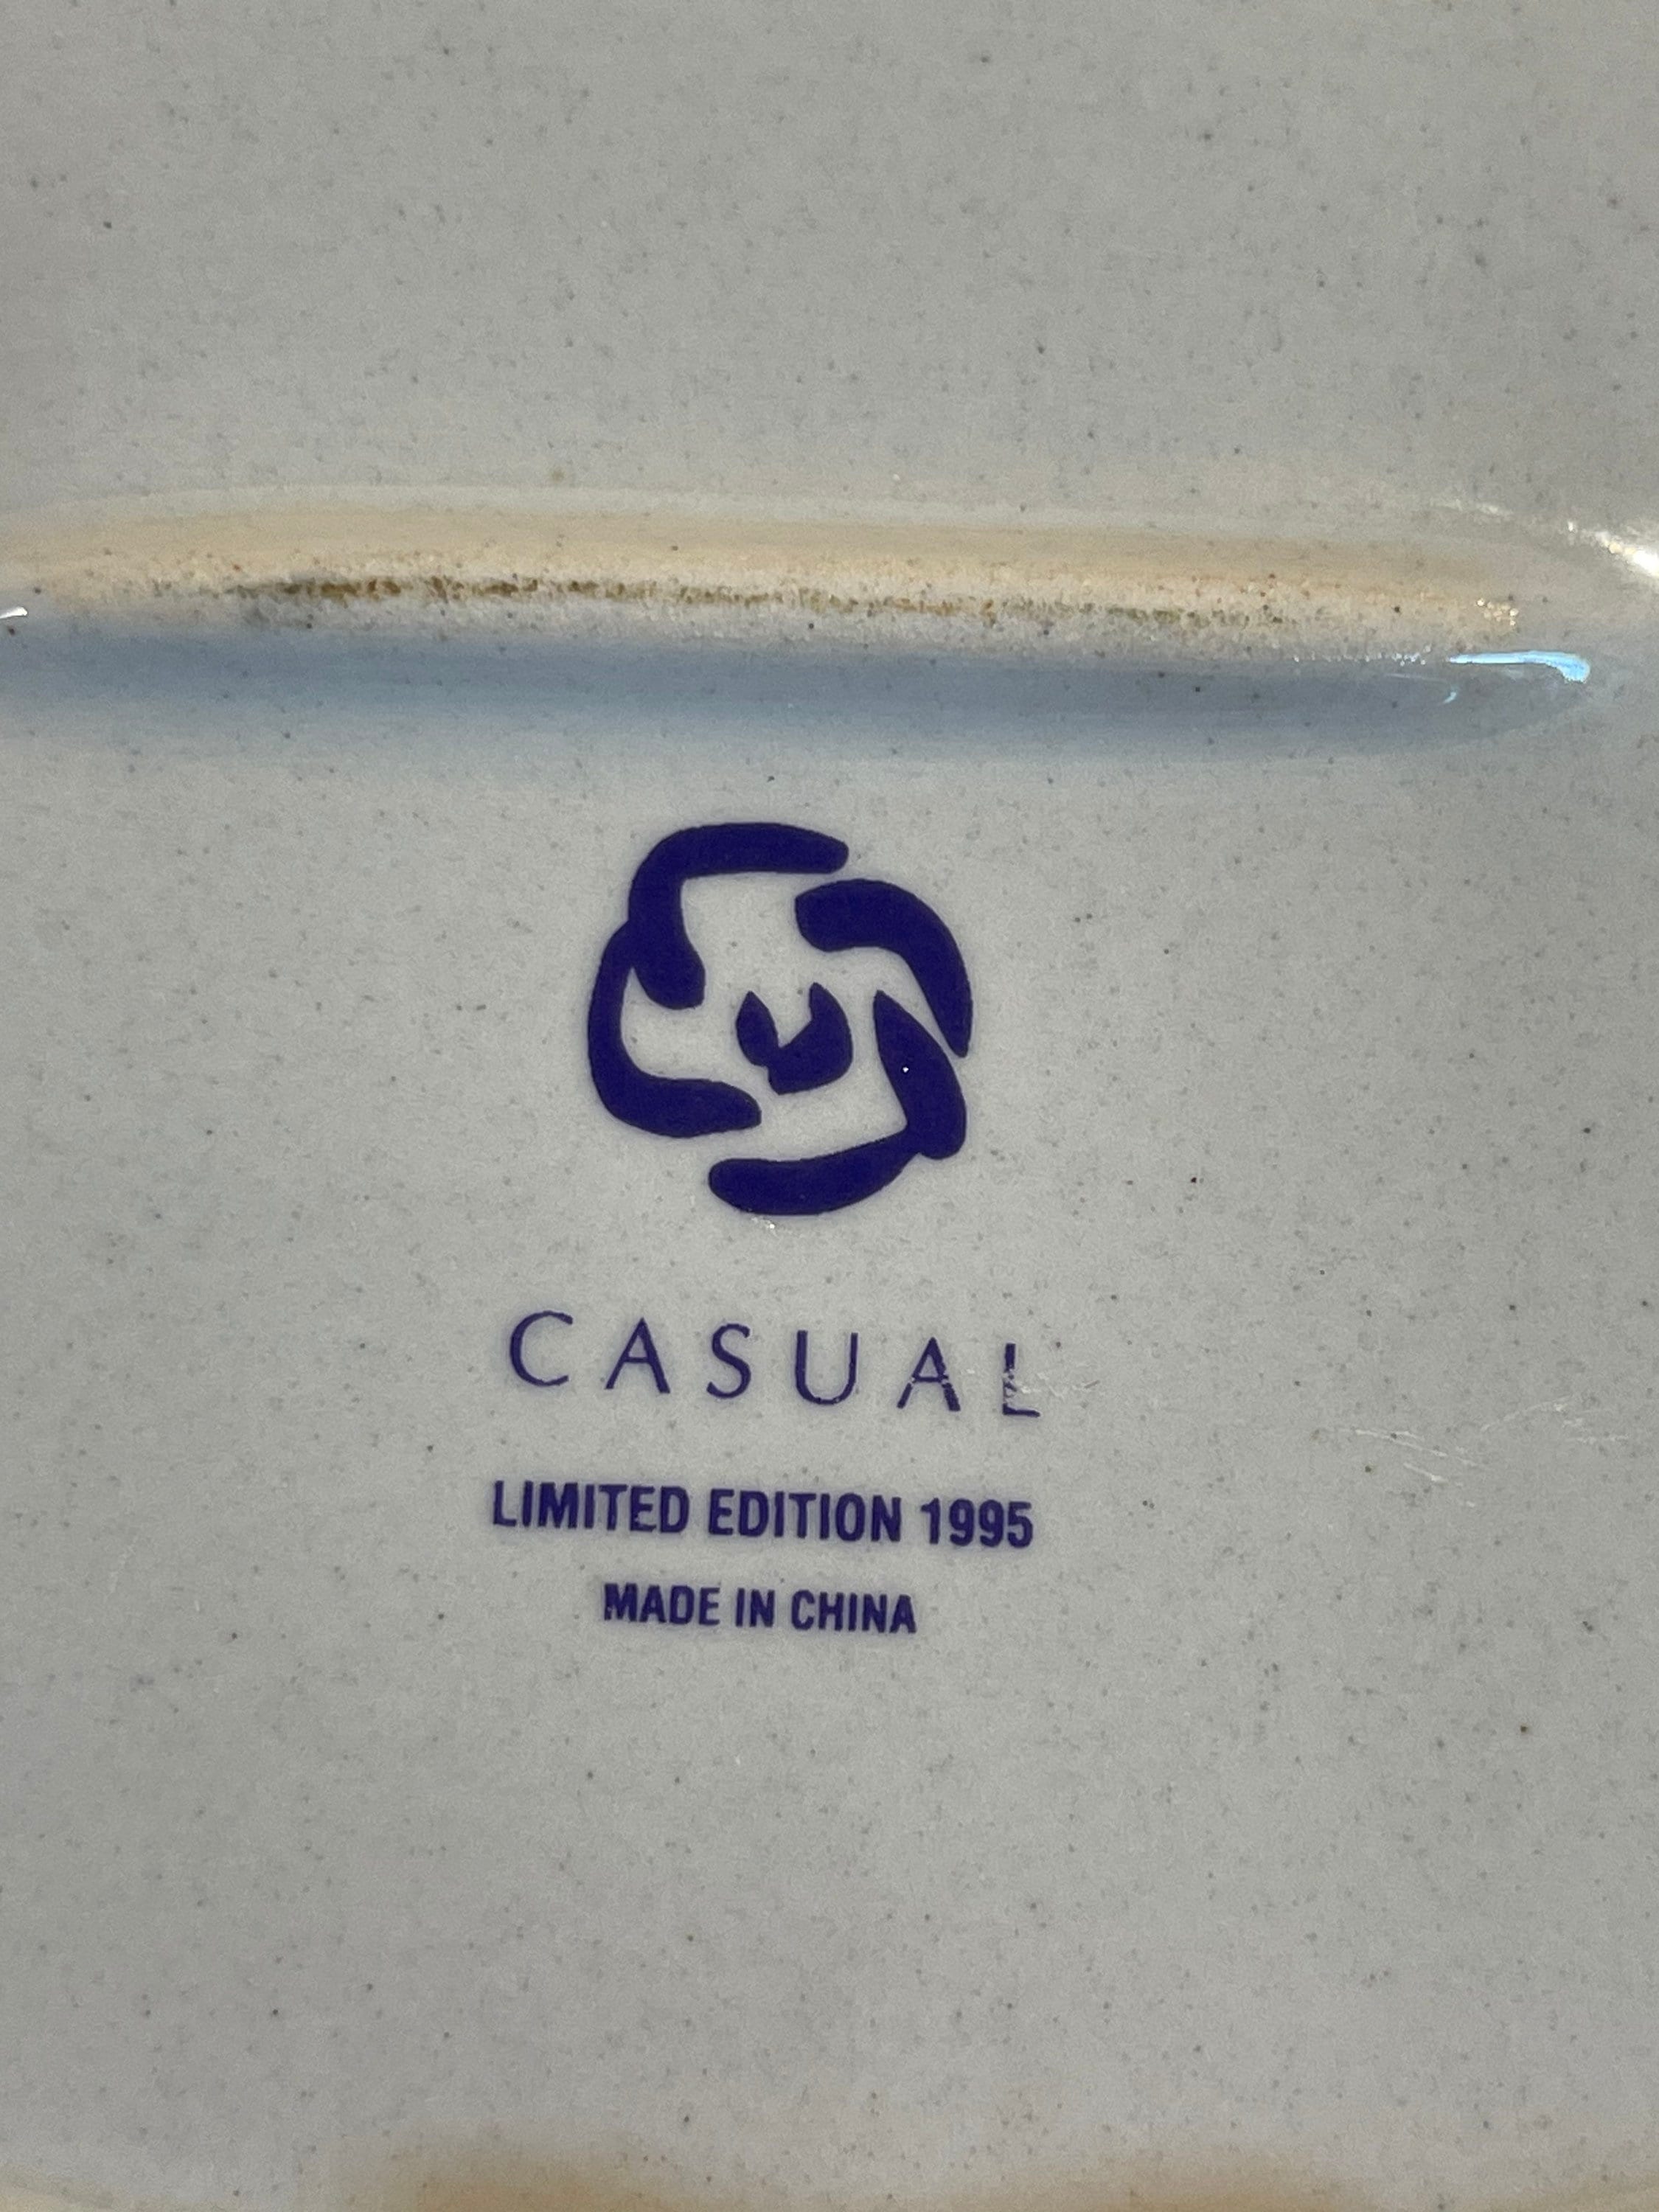 CASUAL
LIMITED EDITION 1995
MADE IN CHINA